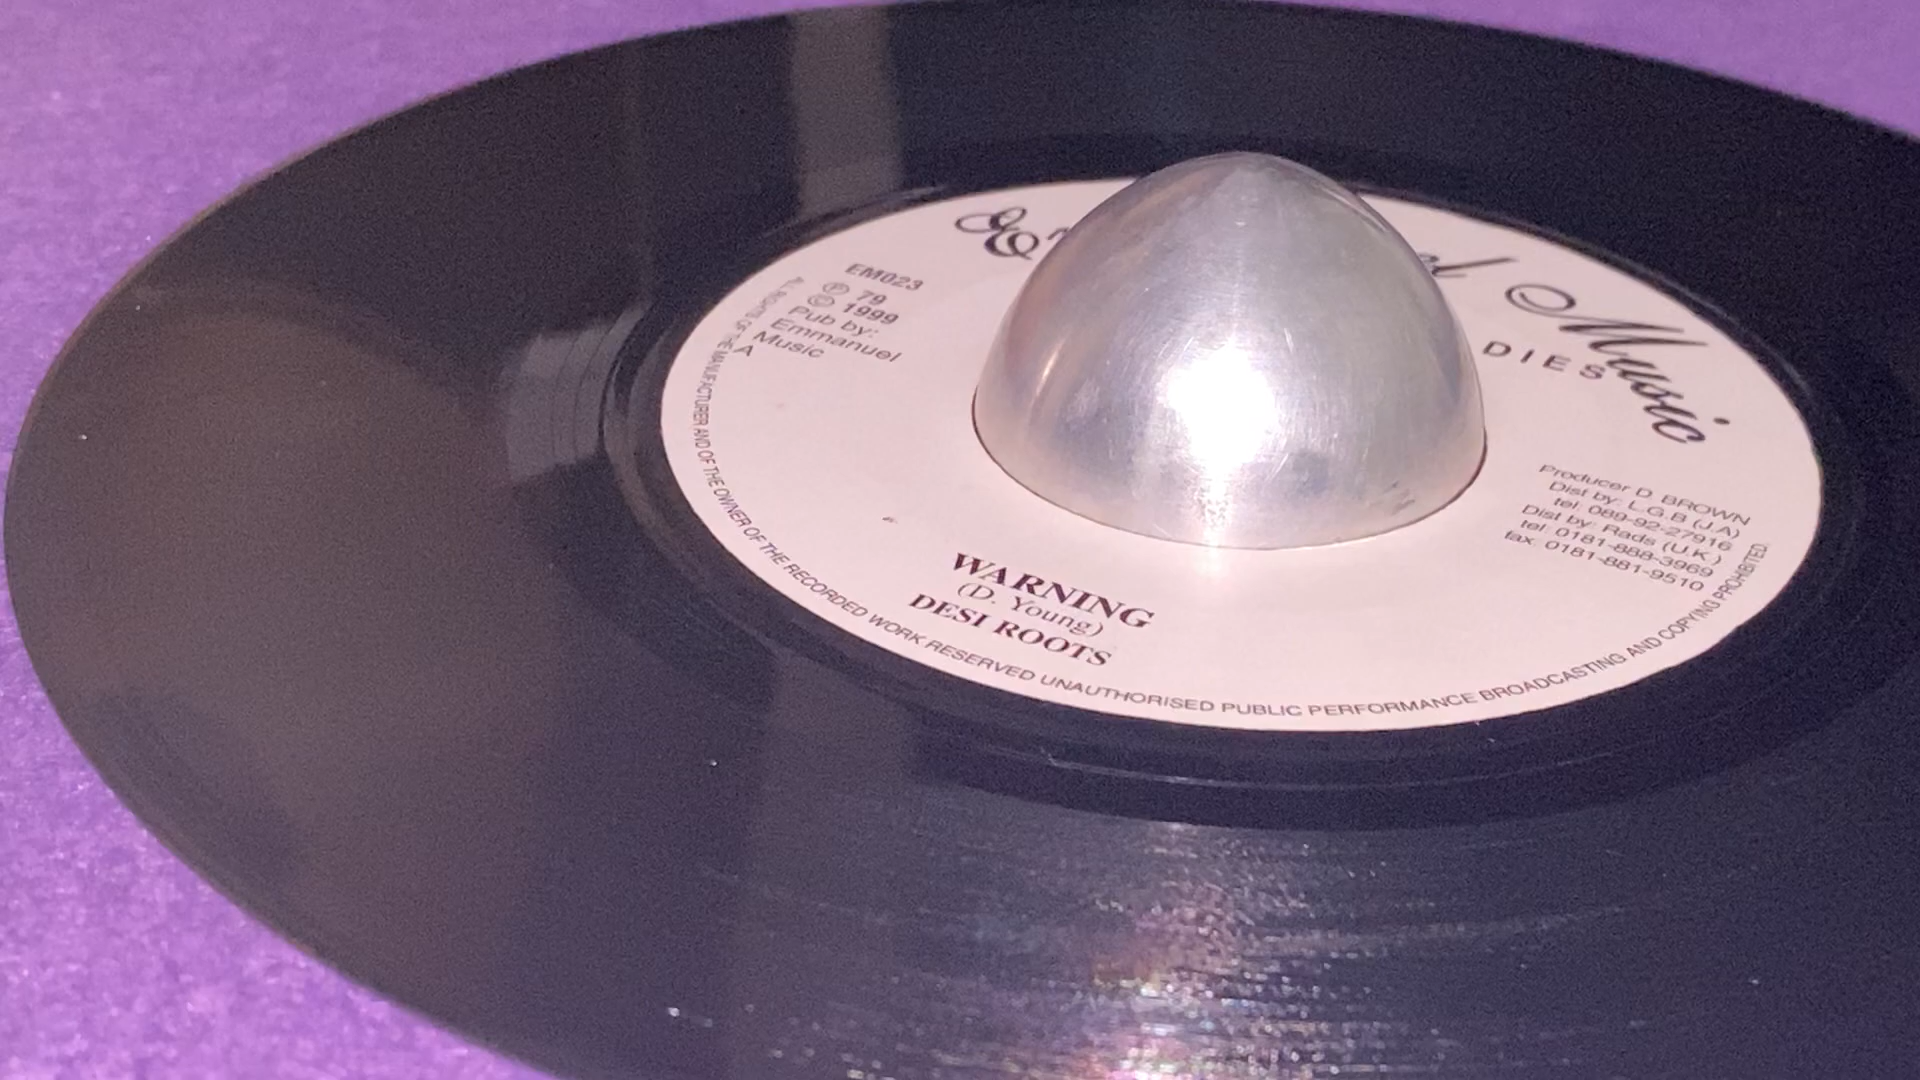 Music
DIES
EM023
℗ 79
© 1999
Pub by:
Emmanuel
Music
A
Producer D. BROWN
Dist by: L.G.B (J.A)
tel: 089-92-27916
Dist by: Rads (U.K.)
tel: 0181-888-3969
fax: 0181-881-9510
WARNING
(D. Young)
DESI ROOTS
ALL RIGHTS OF THE MANUFACTURER AND OF THE OWNER OF THE RECORDED WORK RESERVED UNAUTHORISED PUBLIC PERFORMANCE BROADCASTING AND COPYING PROHIBITED.